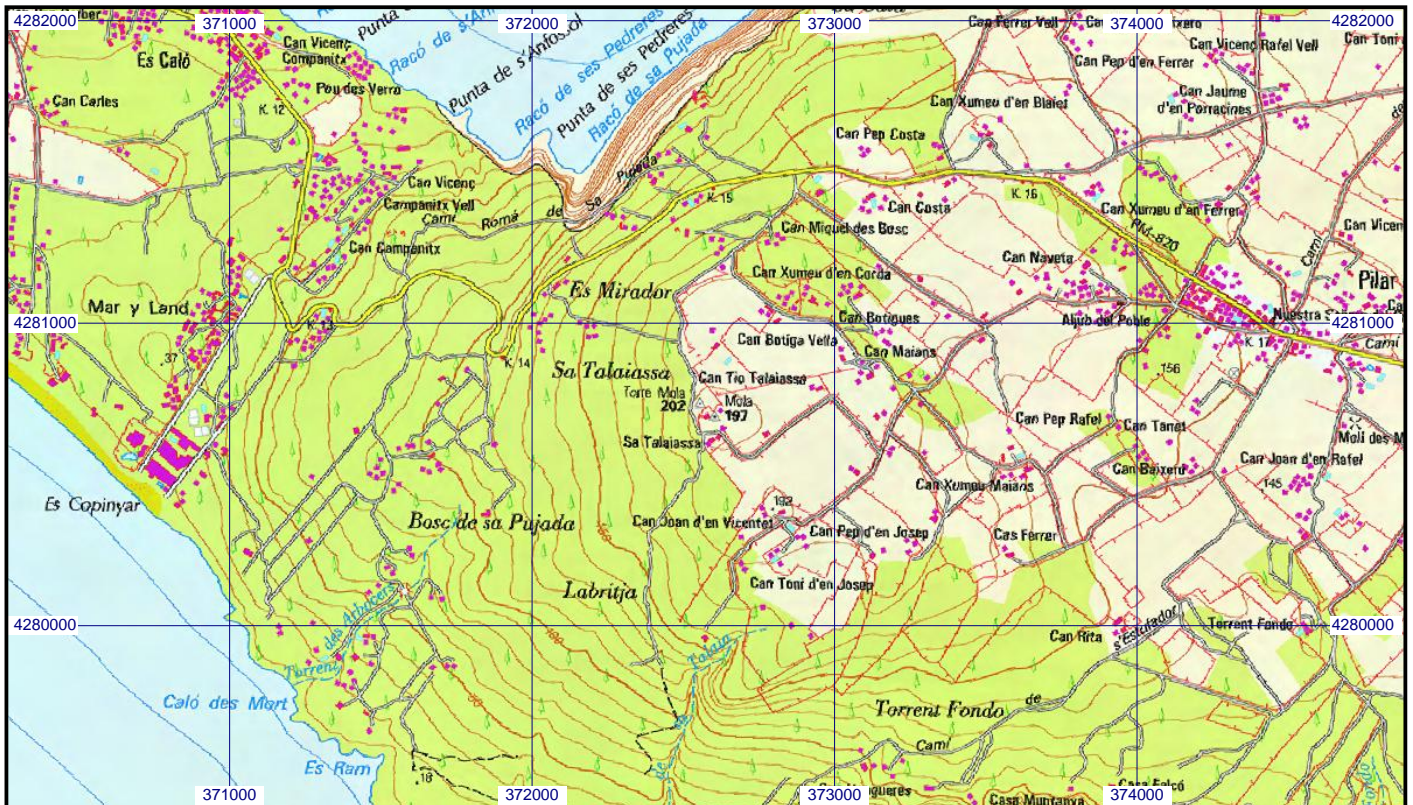 4282000
371000
372000
373000
374000
4282000
Punta de s'Anfossol
Racó de ses Pedreres
Punta de ses Pedreres
Racó de sa Pujada
Can Ferrer Vell
Can Vicenç
Companitx
Es Caló
Can Vicenç Rafel Vell
Can Toni
Can Pep d'en Ferrer
Pou des Verro
Can Carles
K. 12
Can Xumeu d'en Blaiet
Can Jaume
d'en Porracines
Can Pep Costa
Can Vicenç
Campanitx Vell
Camí Romá de Sa Pujada
K. 15
K. 16
Can Costa
Can Xumeu d'en Ferrer
PM-820
Can Miquel des Bosc
Can Vicen
Camí
Can Campanitx
Can Naveta
Can Xumeu d'en Corda
Pilar
Es Mirador
Mar y Land
Can Botigues
Aljub del Poble
Nuestra S
4281000
K. 13
4281000
Can Botiga Vella
K. 17
Camí
37
K. 14
Can Maians
Sa Talaiassa
156
Can Tio Talaiassa
Torre Mola
202
Mola
197
Can Pep Rafel
Can Tanet
Sa Talaiassa
Molí des M
Can Joan d'en Rafel
Can Baixeru
145
Es Copinyar
Can Xumeu Maians
192
Bosc de sa Pujada
Can Joan d'en Vicentet
Can Pep d'en Josep
Cas Ferrer
Labritja
Can Toni d'en Josep
4280000
Torrent des Arbocers
100
s'Estufador
Torrent Fondo
4280000
Can Rita
Caló des Mort
50
Torrent Fondo
de
Camí
Es Ram
18
371000
372000
373000
374000
Casa Muntanya